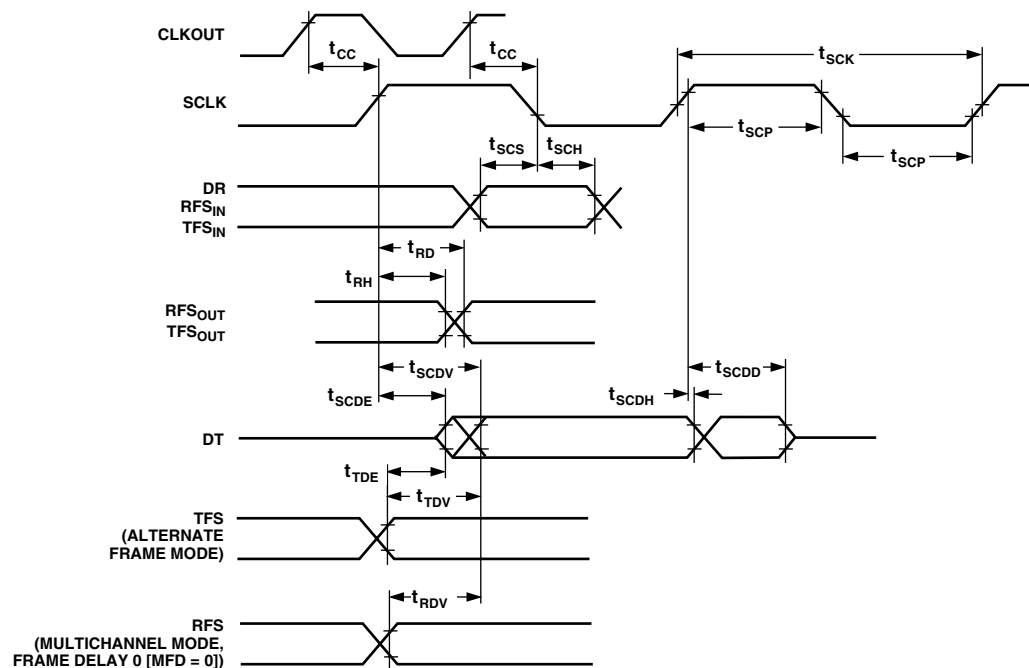 CLKOUT
tCC
tCC
tSCK
SCLK
tSCP
tSCP
tSCS
tSCH
DR
RFSIN
TFSIN
tRD
tRH
RFSOUT
TFSOUT
tSCDV
tSCDE
tSCDD
tSCDH
DT
tTDE
tTDV
TFS
(ALTERNATE
FRAME MODE)
tRDV
RFS
(MULTICHANNEL MODE,
FRAME DELAY 0 [MFD = 0])